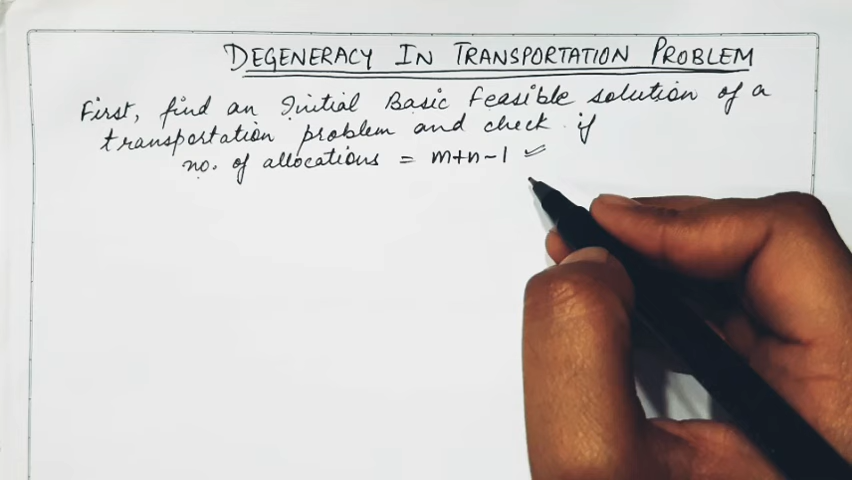 DEGENERACY IN TRANSPORTATION PROBLEM
First, find an Initial Basic Feasible solution of a
transportation problem and check if
no. of allocations = m+n-1